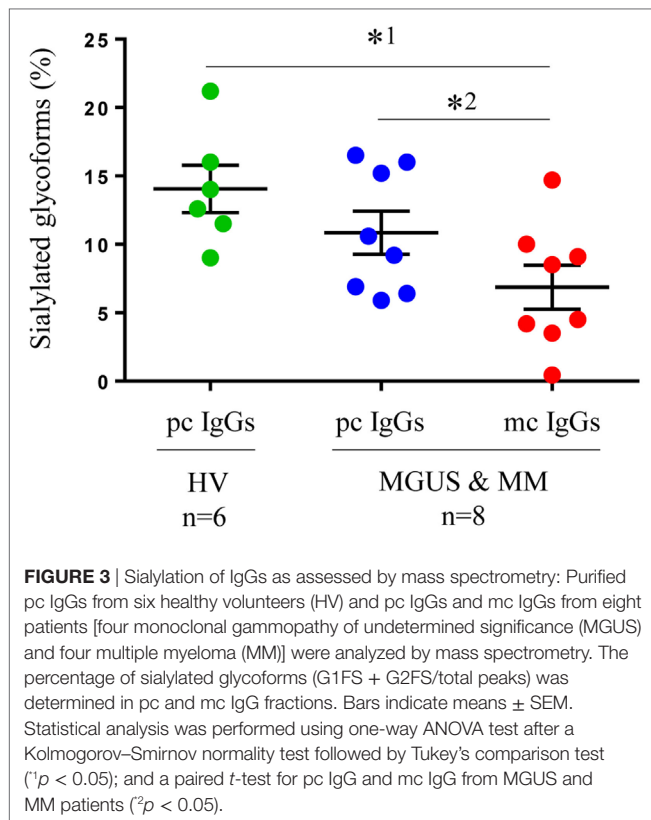 25
20
15
10
5
0
Sialylated glycoforms (%)
*1
*2
pc IgGs pc IgGs mc IgGs
HV MGUS & MM
n=6 n=8
FIGURE 3 | Sialylation of IgGs as assessed by mass spectrometry: Purified
pc IgGs from six healthy volunteers (HV) and pc IgGs and mc IgGs from eight
patients [four monoclonal gammopathy of undetermined significance (MGUS)
and four multiple myeloma (MM)] were analyzed by mass spectrometry. The
percentage of sialylated glycoforms (G1FS + G2FS/total peaks) was
determined in pc and mc IgG fractions. Bars indicate means ± SEM.
Statistical analysis was performed using one-way ANOVA test after a
Kolmogorov–Smirnov normality test followed by Tukey's comparison test
(*1p < 0.05); and a paired t-test for pc IgG and mc IgG from MGUS and
MM patients (*2p < 0.05).